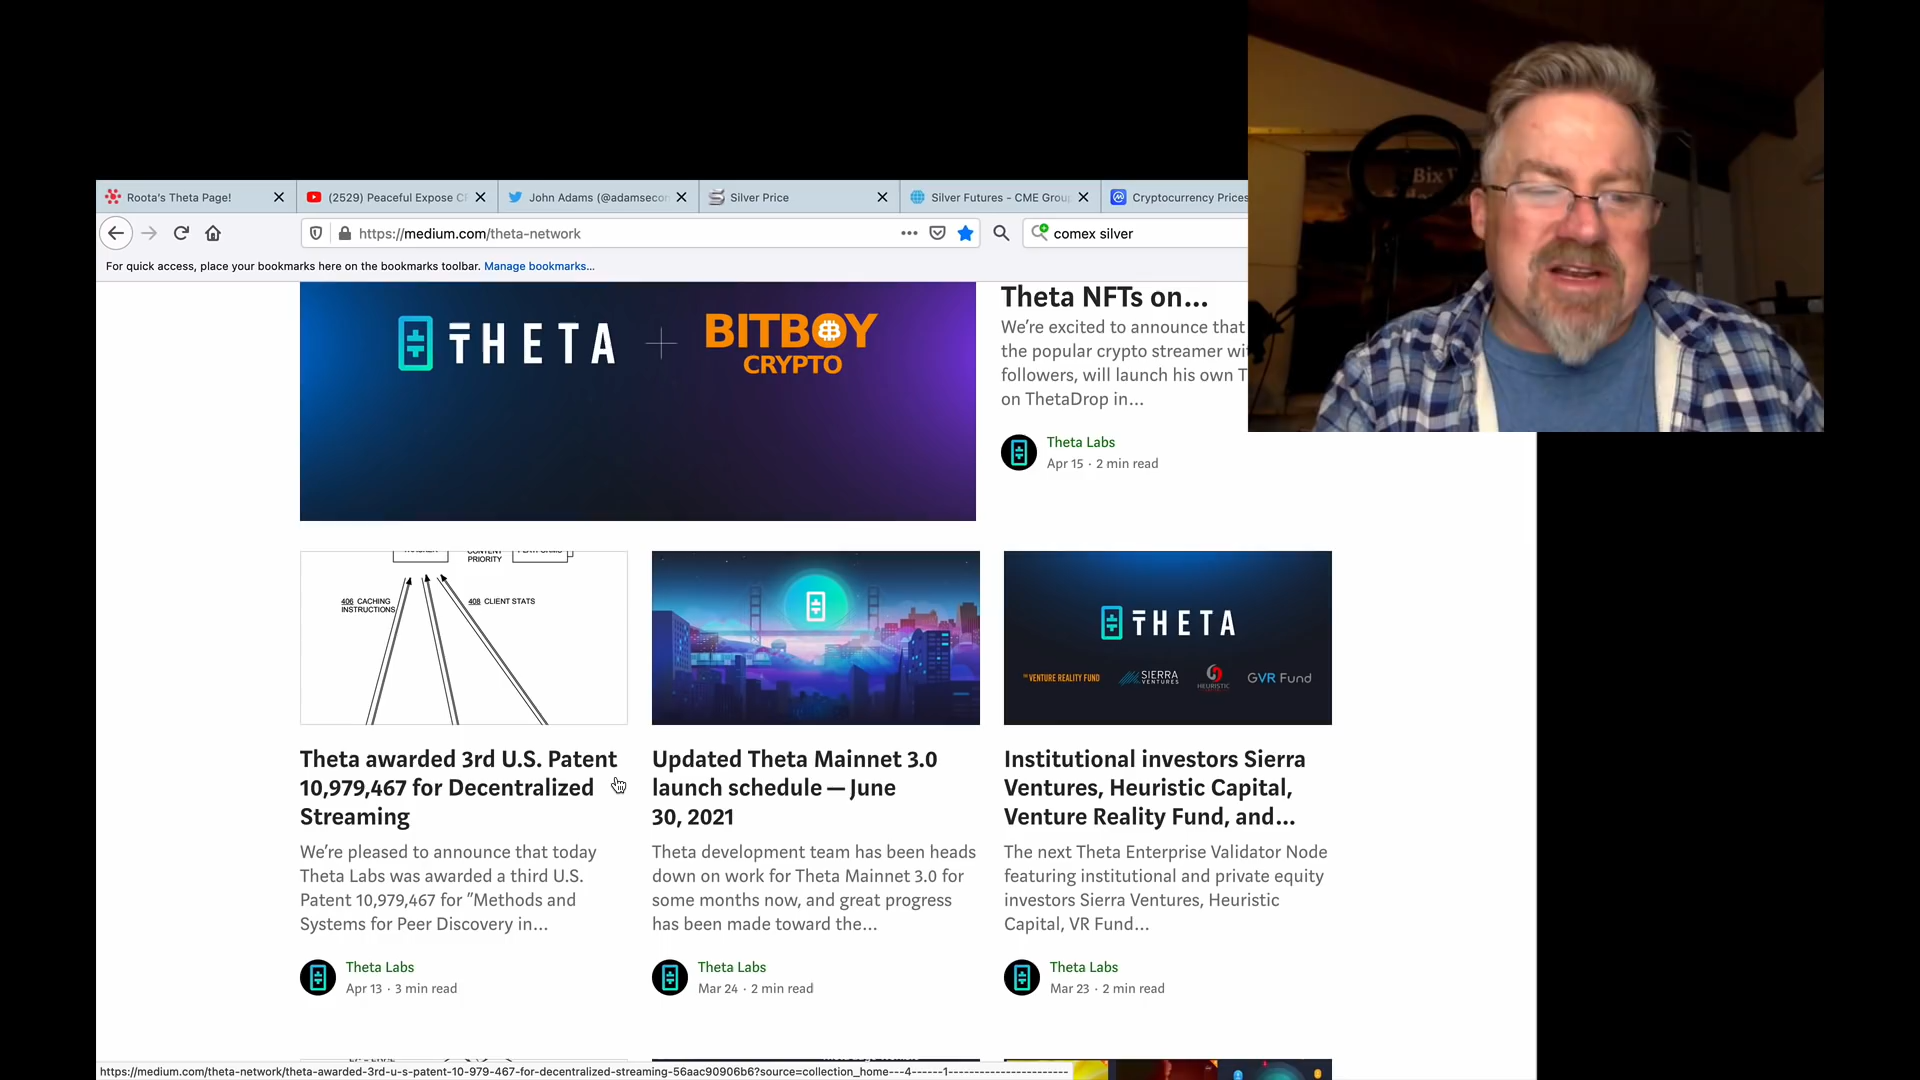 Bix We
Roota's Theta Page!
(2529) Peaceful Expose CF
John Adams (@adamsecon
Silver Price
Silver Futures - CME Grou
Cryptocurrency Prices
https://medium.com/theta-network
comex silver
For quick access, place your bookmarks here on the bookmarks toolbar. Manage bookmarks...
THETA
BITBOY
CRYPTO
Theta NFTs on...
We're excited to announce that
the popular crypto streamer wi
followers, will launch his own T
on ThetaDrop in...
Theta Labs
Apr 15 · 2 min read
CONTENT
PRIORITY
406 CACHING
INSTRUCTIONS
408 CLIENT STATS
THETA
THE VENTURE REALITY FUND
SIERRA
VENTURES
HEURISTIC
GVR Fund
Theta awarded 3rd U.S. Patent
10,979,467 for Decentralized
Streaming
We're pleased to announce that today
Theta Labs was awarded a third U.S.
Patent 10,979,467 for "Methods and
Systems for Peer Discovery in...
Theta Labs
Apr 13 · 3 min read
Updated Theta Mainnet 3.0
launch schedule — June
30, 2021
Theta development team has been heads
down on work for Theta Mainnet 3.0 for
some months now, and great progress
has been made toward the...
Theta Labs
Mar 24 · 2 min read
Institutional investors Sierra
Ventures, Heuristic Capital,
Venture Reality Fund, and...
The next Theta Enterprise Validator Node
featuring institutional and private equity
investors Sierra Ventures, Heuristic
Capital, VR Fund...
Theta Labs
Mar 23 · 2 min read
https://medium.com/theta-network/theta-awarded-3rd-u-s-patent-10-979-467-for-decentralized-streaming-56aac90906b6?source=collection_home---4------1-----------------------